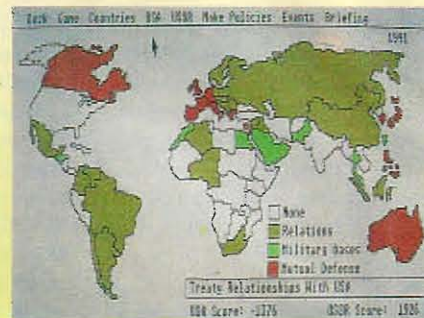 Desk Game Countries USA USSR Make Policies Events Briefing
1991
None
Relations
Military Bases
Mutual Defense
Treaty Relationships With USA
USA Score: -1376 USSR Score: 1926